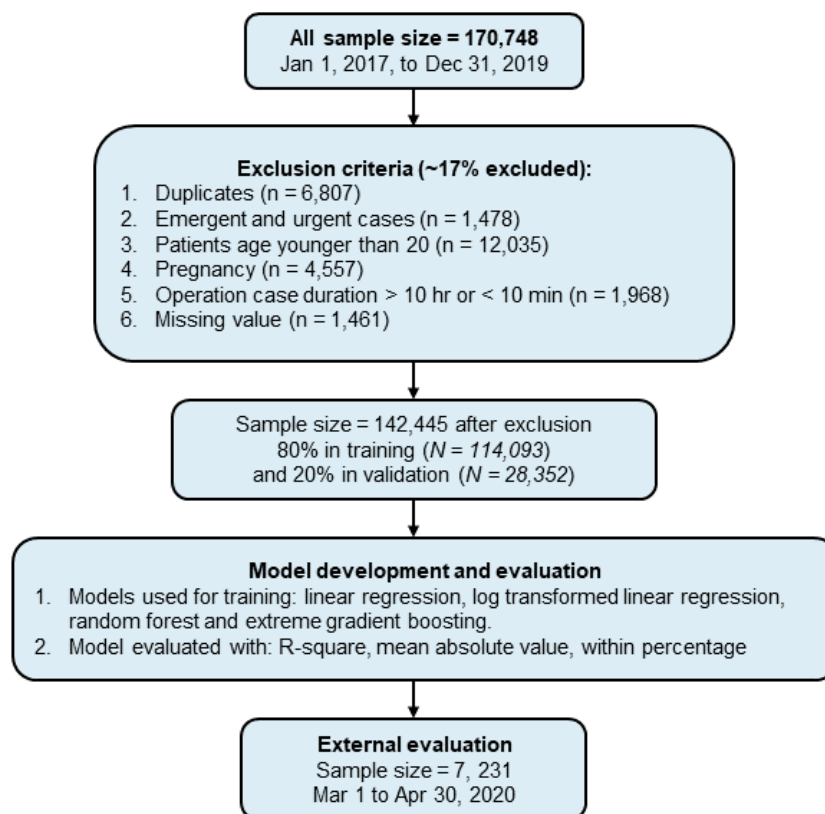 All sample size = 170,748
Jan 1, 2017, to Dec 31, 2019
Exclusion criteria (~17% excluded):
1. Duplicates (n = 6,807)
2. Emergent and urgent cases (n = 1,478)
3. Patients age younger than 20 (n = 12,035)
4. Pregnancy (n = 4,557)
5. Operation case duration > 10 hr or < 10 min (n = 1,968)
6. Missing value (n = 1,461)
Sample size = 142,445 after exclusion
80% in training (N = 114,093)
and 20% in validation (N = 28,352)
Model development and evaluation
1. Models used for training: linear regression, log transformed linear regression,
random forest and extreme gradient boosting.
2. Model evaluated with: R-square, mean absolute value, within percentage
External evaluation
Sample size = 7, 231
Mar 1 to Apr 30, 2020